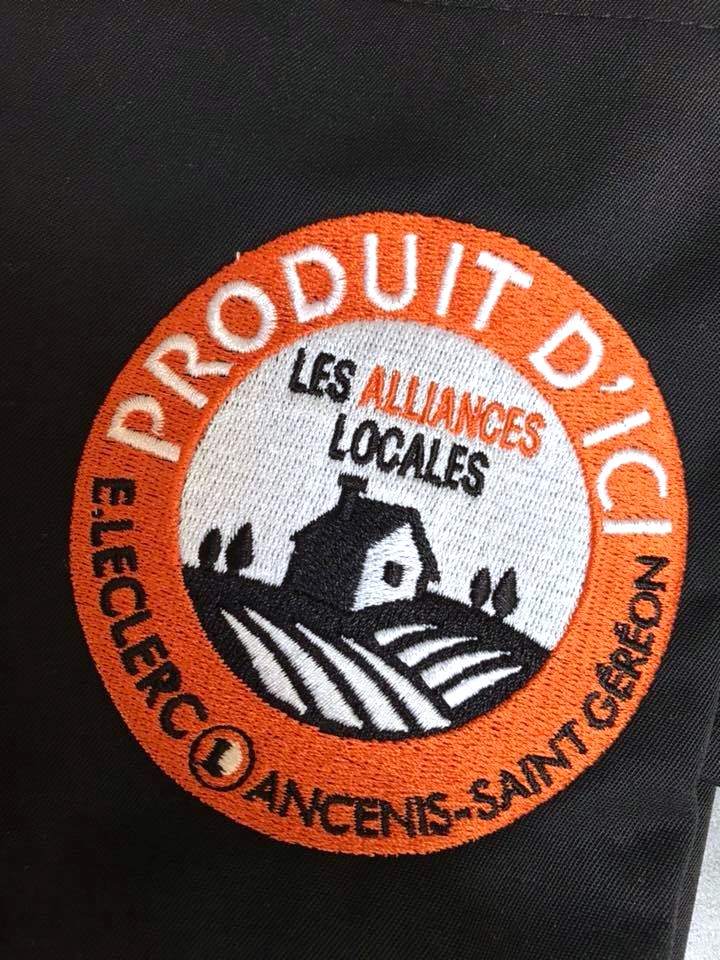 PRODUIT D'ICI
LES ALLIANCES
LOCALES
E.LECLERC L ANCENIS-SAINT GÉRÉON